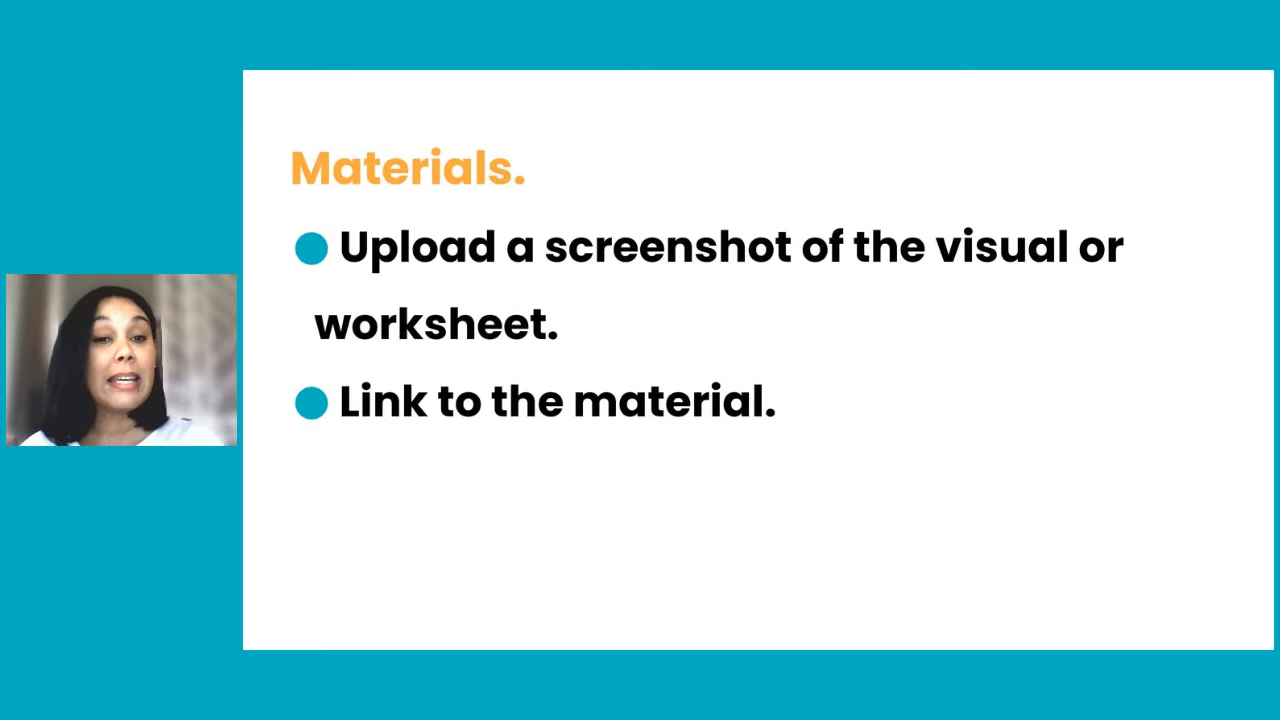 Materials.
Upload a screenshot of the visual or
worksheet.
Link to the material.